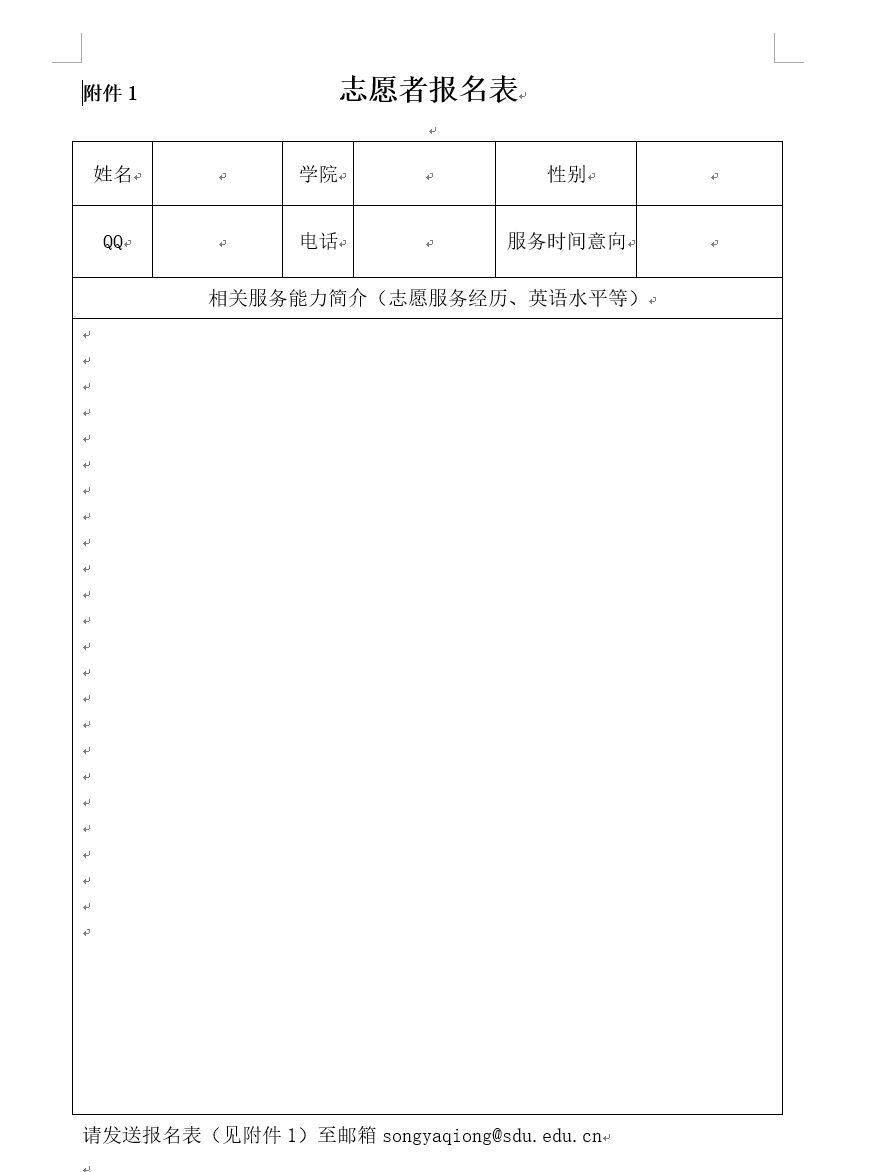 附件 1 志愿者报名表
姓名 学院 性别
QQ 电话 服务时间意向
相关服务能力简介（志愿服务经历、英语水平等）
请发送报名表（见附件 1）至邮箱 songyaqiong@sdu.edu.cn